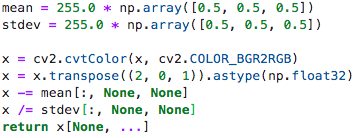 mean = 255.0 * np.array([0.5, 0.5, 0.5])
stdev = 255.0 * np.array([0.5, 0.5, 0.5])

x = cv2.cvtColor(x, cv2.COLOR_BGR2RGB)
x = x.transpose((2, 0, 1)).astype(np.float32)
x -= mean[:, None, None]
x /= stdev[:, None, None]
return x[None, ...]